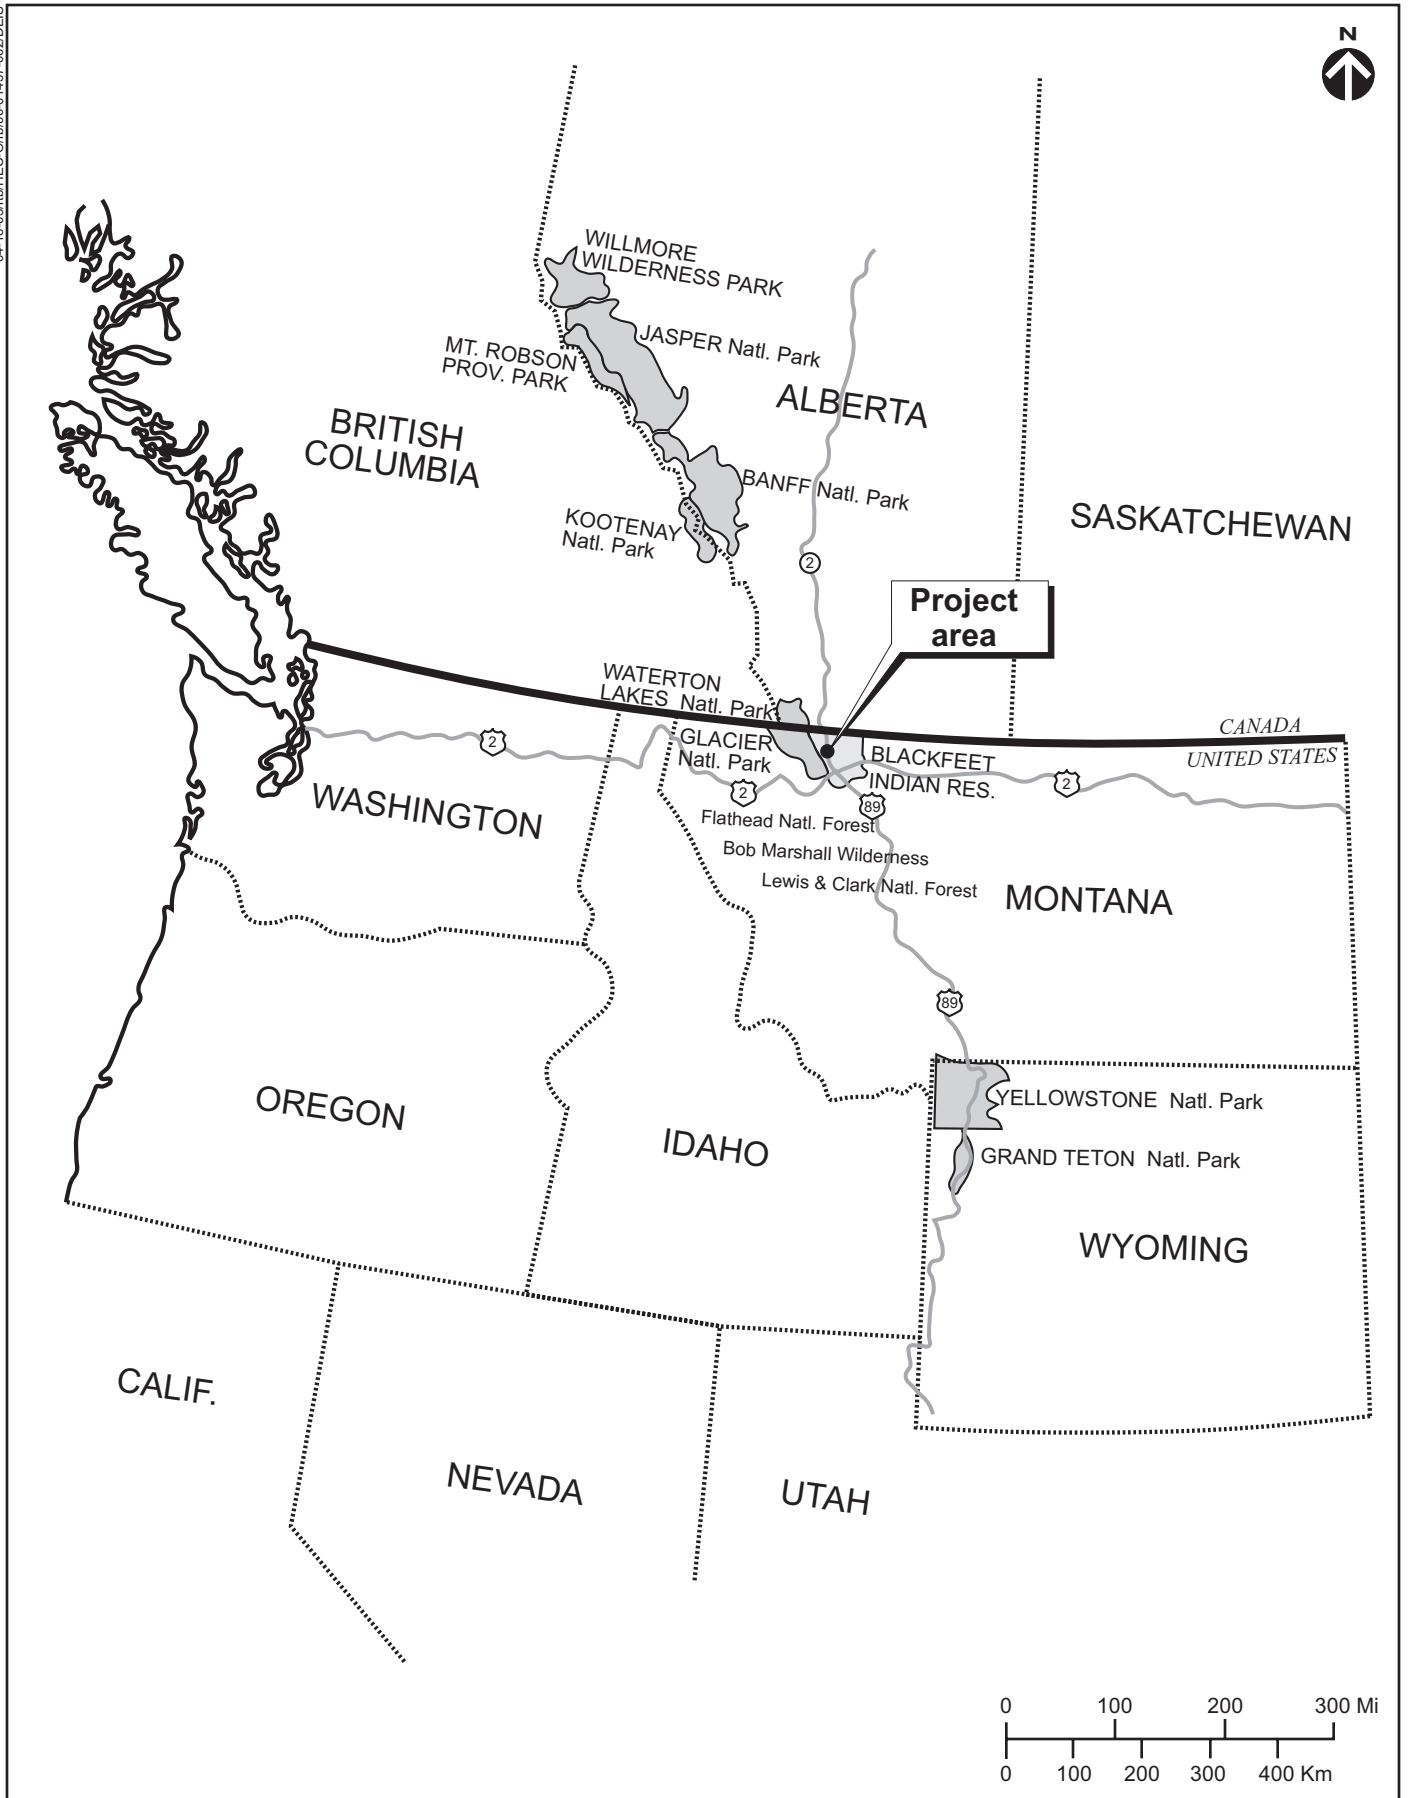 N
WILLMORE
WILDERNESS PARK
JASPER Natl. Park
MT. ROBSON
PROV. PARK
ALBERTA
BRITISH
COLUMBIA
BANFF Natl. Park
KOOTENAY
Natl. Park
SASKATCHEWAN
2
Project
area
WATERTON
LAKES Natl. Park
CANADA
UNITED STATES
GLACIER
Natl. Park
BLACKFEET
INDIAN RES.
2
2
2
89
WASHINGTON
Flathead Natl. Forest
Bob Marshall Wilderness
Lewis & Clark Natl. Forest
MONTANA
89
OREGON
IDAHO
YELLOWSTONE Natl. Park
GRAND TETON Natl. Park
WYOMING
CALIF.
NEVADA
UTAH
0 100 200 300 Mi
0 100 200 300 400 Km